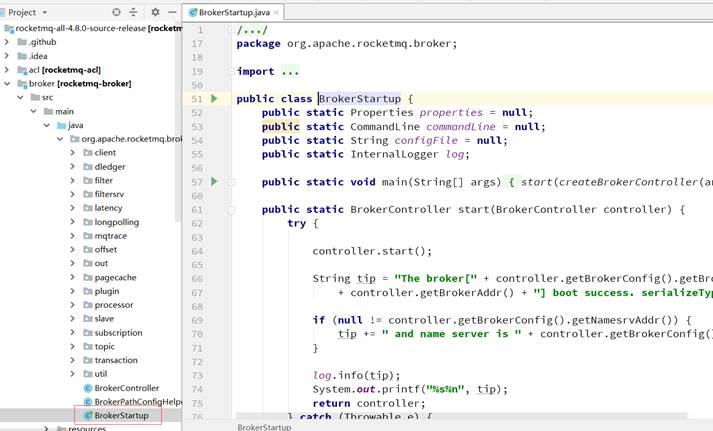 Project
BrokerStartup.java
rocketmq-all-4.8.0-source-release [rocketm
.github
.idea
acl [rocketmq-acl]
broker [rocketmq-broker]
src
main
java
org.apache.rocketmq.brok
client
dledger
filter
filtersrv
latency
longpolling
mqtrace
offset
out
pagecache
plugin
processor
slave
subscription
topic
transaction
util
BrokerController
BrokerPathConfigHelpe
BrokerStartup
resources
1 /.../
17 package org.apache.rocketmq.broker;
18
19 import ...
50
51 public class BrokerStartup {
52 public static Properties properties = null;
53 public static CommandLine commandLine = null;
54 public static String configFile = null;
55 public static InternalLogger log;
56
57 public static void main(String[] args) { start(createBrokerController(ar
60
61 public static BrokerController start(BrokerController controller) {
62 try {
63
64 controller.start();
65
66 String tip = "The broker[" + controller.getBrokerConfig().getBro
67 + controller.getBrokerAddr() + "] boot success. serializeTyp
68
69 if (null != controller.getBrokerConfig().getNamesrvAddr()) {
70 tip += " and name server is " + controller.getBrokerConfig()
71 }
72
73 log.info(tip);
74 System.out.printf("%s%n", tip);
75 return controller;
76 } catch (Throwable e) {
BrokerStartup